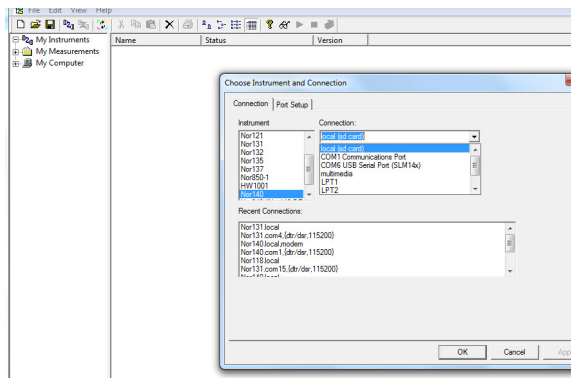 File Edit View Help
My Instruments
My Measurements
My Computer
Name Status Version
Choose Instrument and Connection
Connection Port Setup
Instrument Connection:
Nor121
Nor131
Nor132
Nor135
Nor137
Nor850-1
HW1001
Nor140
local (sd card)
local (sd card)
COM1 Communications Port
COM6 USB Serial Port (SLM14x)
multimedia
LPT1
LPT2
Recent Connections:
Nor131.local
Nor131.com4,{dtr/dsr,115200}
Nor140.local,modem
Nor140.com1,{dtr/dsr,115200}
Nor118.local
Nor131.com15,{dtr/dsr,115200}
OK Cancel App